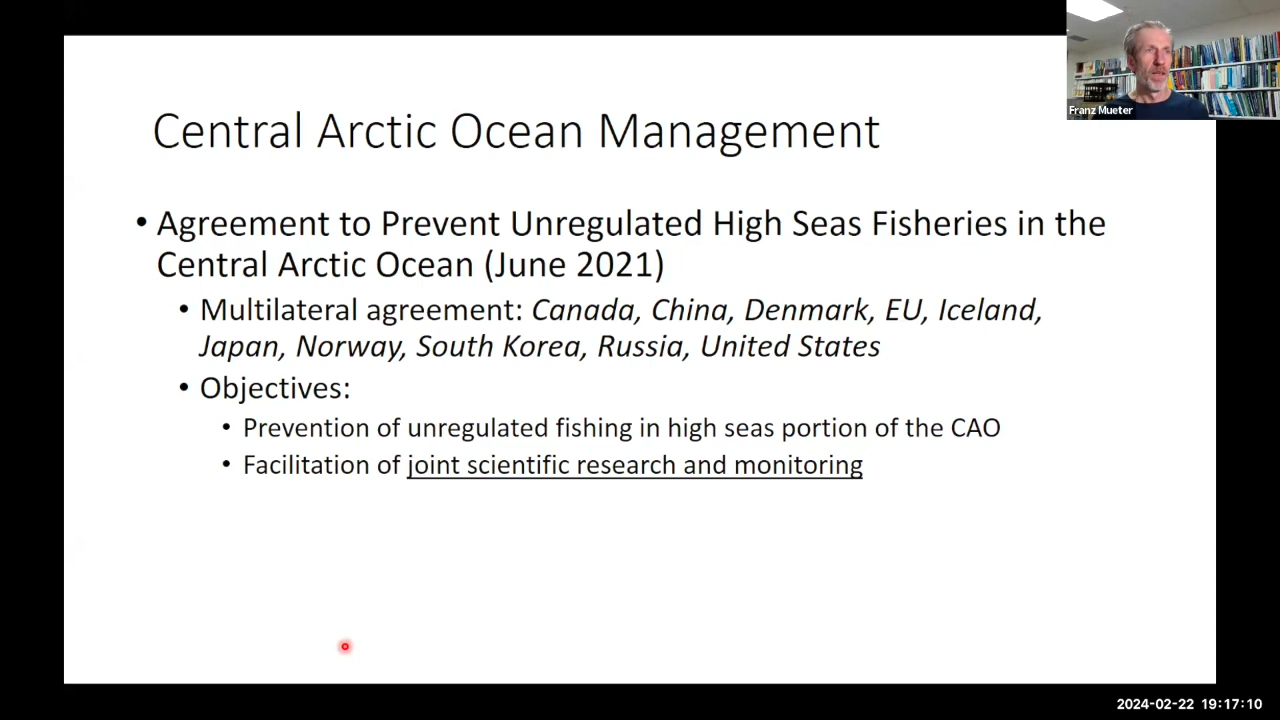 Franz Mueter
Central Arctic Ocean Management
• Agreement to Prevent Unregulated High Seas Fisheries in the
Central Arctic Ocean (June 2021)
• Multilateral agreement: Canada, China, Denmark, EU, Iceland,
Japan, Norway, South Korea, Russia, United States
• Objectives:
• Prevention of unregulated fishing in high seas portion of the CAO
• Facilitation of joint scientific research and monitoring
2024-02-22 19:17:10